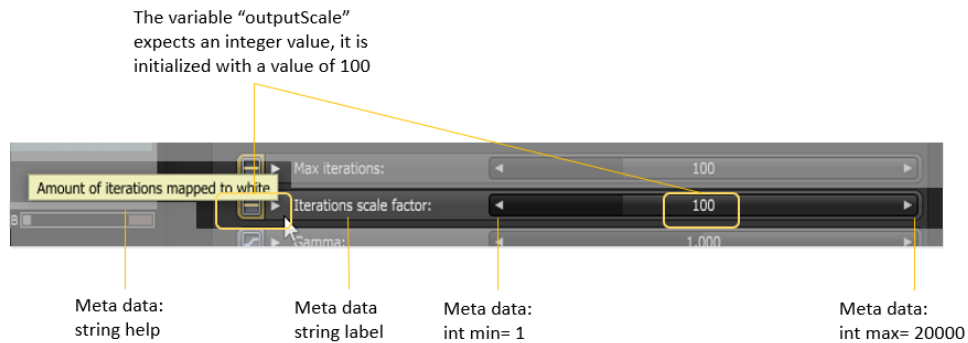 The variable “outputScale”
expects an integer value, it is
initialized with a value of 100
Max iterations:
100
Amount of iterations mapped to white
Iterations scale factor:
100
8
Gamma:
1.000
Meta data:
string help
Meta data
string label
Meta data:
int min= 1
Meta data:
int max= 20000